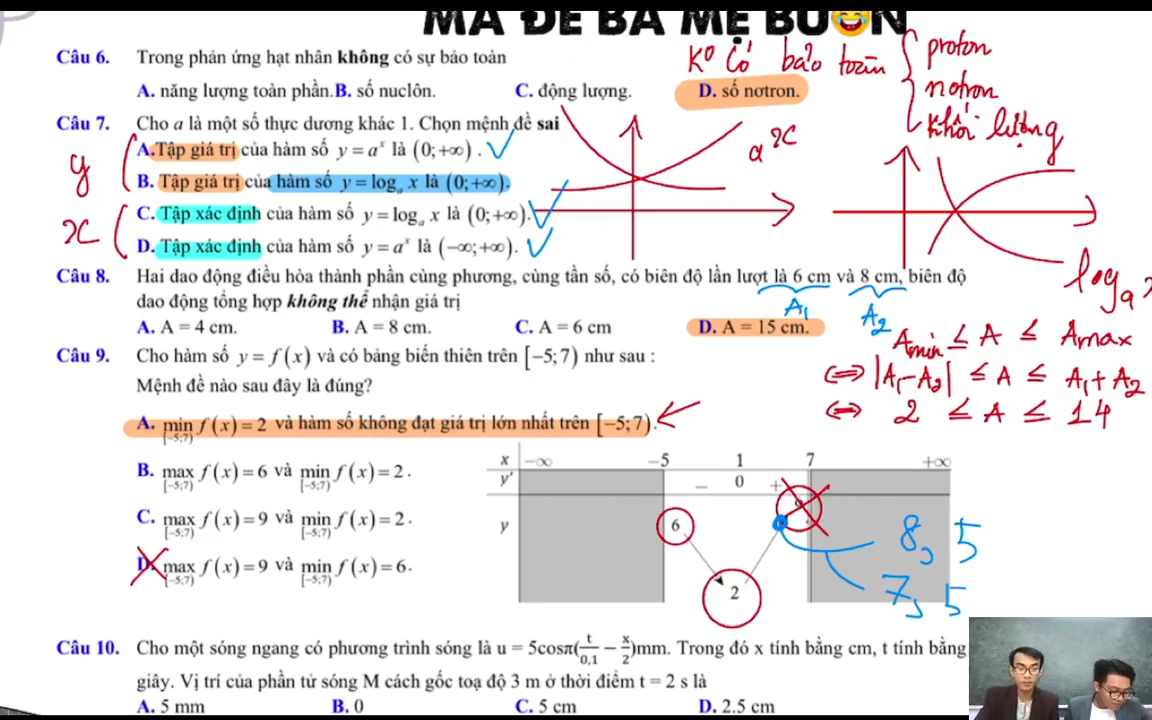 MÃ ĐỀ BA MẸ BUỒN
Câu 6. Trong phản ứng hạt nhân không có sự bảo toàn
A. năng lượng toàn phần. B. số nuclôn. C. động lượng. D. số nơtron.
K° có bảo toàn
proton
nơtron
khối lượng
Câu 7. Cho a là một số thực dương khác 1. Chọn mệnh đề sai
A. Tập giá trị của hàm số y = a^x là (0;+∞).
B. Tập giá trị của hàm số y = log_a x là (0;+∞).
C. Tập xác định của hàm số y = log_a x là (0;+∞).
D. Tập xác định của hàm số y = a^x là (−∞;+∞).
y
x
a^x
log_a x
Câu 8. Hai dao động điều hòa thành phần cùng phương, cùng tần số, có biên độ lần lượt là 6 cm và 8 cm, biên độ
dao động tổng hợp không thể nhận giá trị
A. A = 4 cm. B. A = 8 cm. C. A = 6 cm D. A = 15 cm.
A₁ A₂
Amin ≤ A ≤ Amax
⇔ |A₁−A₂| ≤ A ≤ A₁+A₂
⇔ 2 ≤ A ≤ 14
Câu 9. Cho hàm số y = f(x) và có bảng biến thiên trên [−5;7) như sau :
Mệnh đề nào sau đây là đúng?
A. min f(x) = 2 và hàm số không đạt giá trị lớn nhất trên [−5;7).
[−5;7)
B. max f(x) = 6 và min f(x) = 2.
[−5;7) [−5;7)
C. max f(x) = 9 và min f(x) = 2.
[−5;7) [−5;7)
D. max f(x) = 9 và min f(x) = 6.
[−5;7) [−5;7)
x −∞ −5 1 7 +∞
y' − 0 +
y 6 2
8,5
7,5
Câu 10. Cho một sóng ngang có phương trình sóng là u = 5cosπ(t/0,1 − x/2)mm. Trong đó x tính bằng cm, t tính bằng
giây. Vị trí của phần tử sóng M cách gốc toạ độ 3 m ở thời điểm t = 2 s là
A. 5 mm B. 0 C. 5 cm D. 2.5 cm